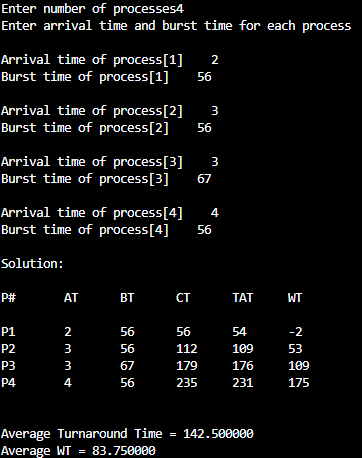 Enter number of processes4
Enter arrival time and burst time for each process
Arrival time of process[1] 2
Burst time of process[1] 56
Arrival time of process[2] 3
Burst time of process[2] 56
Arrival time of process[3] 3
Burst time of process[3] 67
Arrival time of process[4] 4
Burst time of process[4] 56
Solution:
P# AT BT CT TAT WT
P1 2 56 56 54 -2
P2 3 56 112 109 53
P3 3 67 179 176 109
P4 4 56 235 231 175
Average Turnaround Time = 142.500000
Average WT = 83.750000